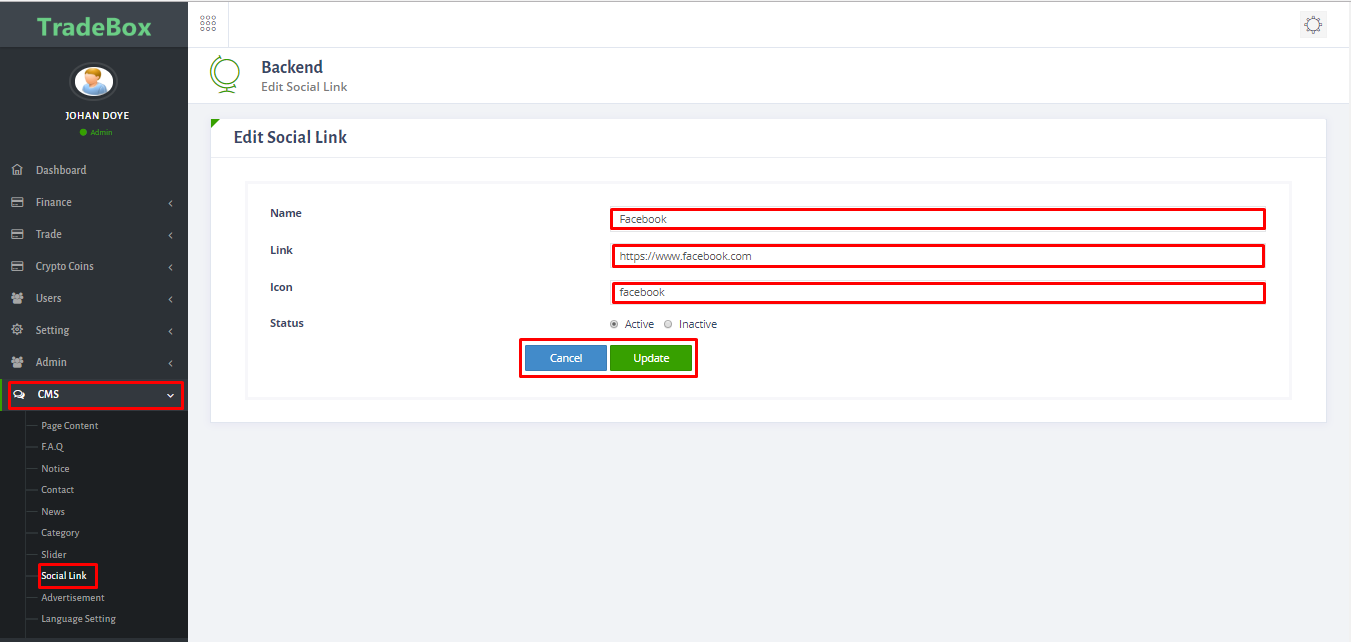 TradeBox
JOHAN DOYE
Admin
Dashboard
Finance
Trade
Crypto Coins
Users
Setting
Admin
CMS
Page Content
F.A.Q
Notice
Contact
News
Category
Slider
Social Link
Advertisement
Language Setting
Backend
Edit Social Link
Edit Social Link
Name
Facebook
Link
https://www.facebook.com
Icon
facebook
Status
Active Inactive
Cancel Update